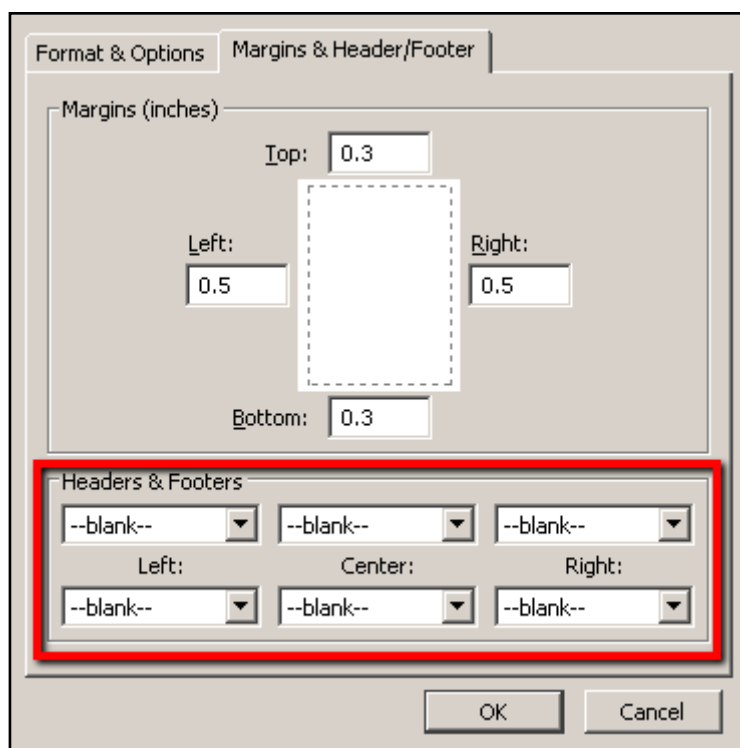 Format & Options Margins & Header/Footer
Margins (inches)
Top: 0.3
Left: Right:
0.5 0.5
Bottom: 0.3
Headers & Footers
--blank-- --blank-- --blank--
Left: Center: Right:
--blank-- --blank-- --blank--
OK Cancel